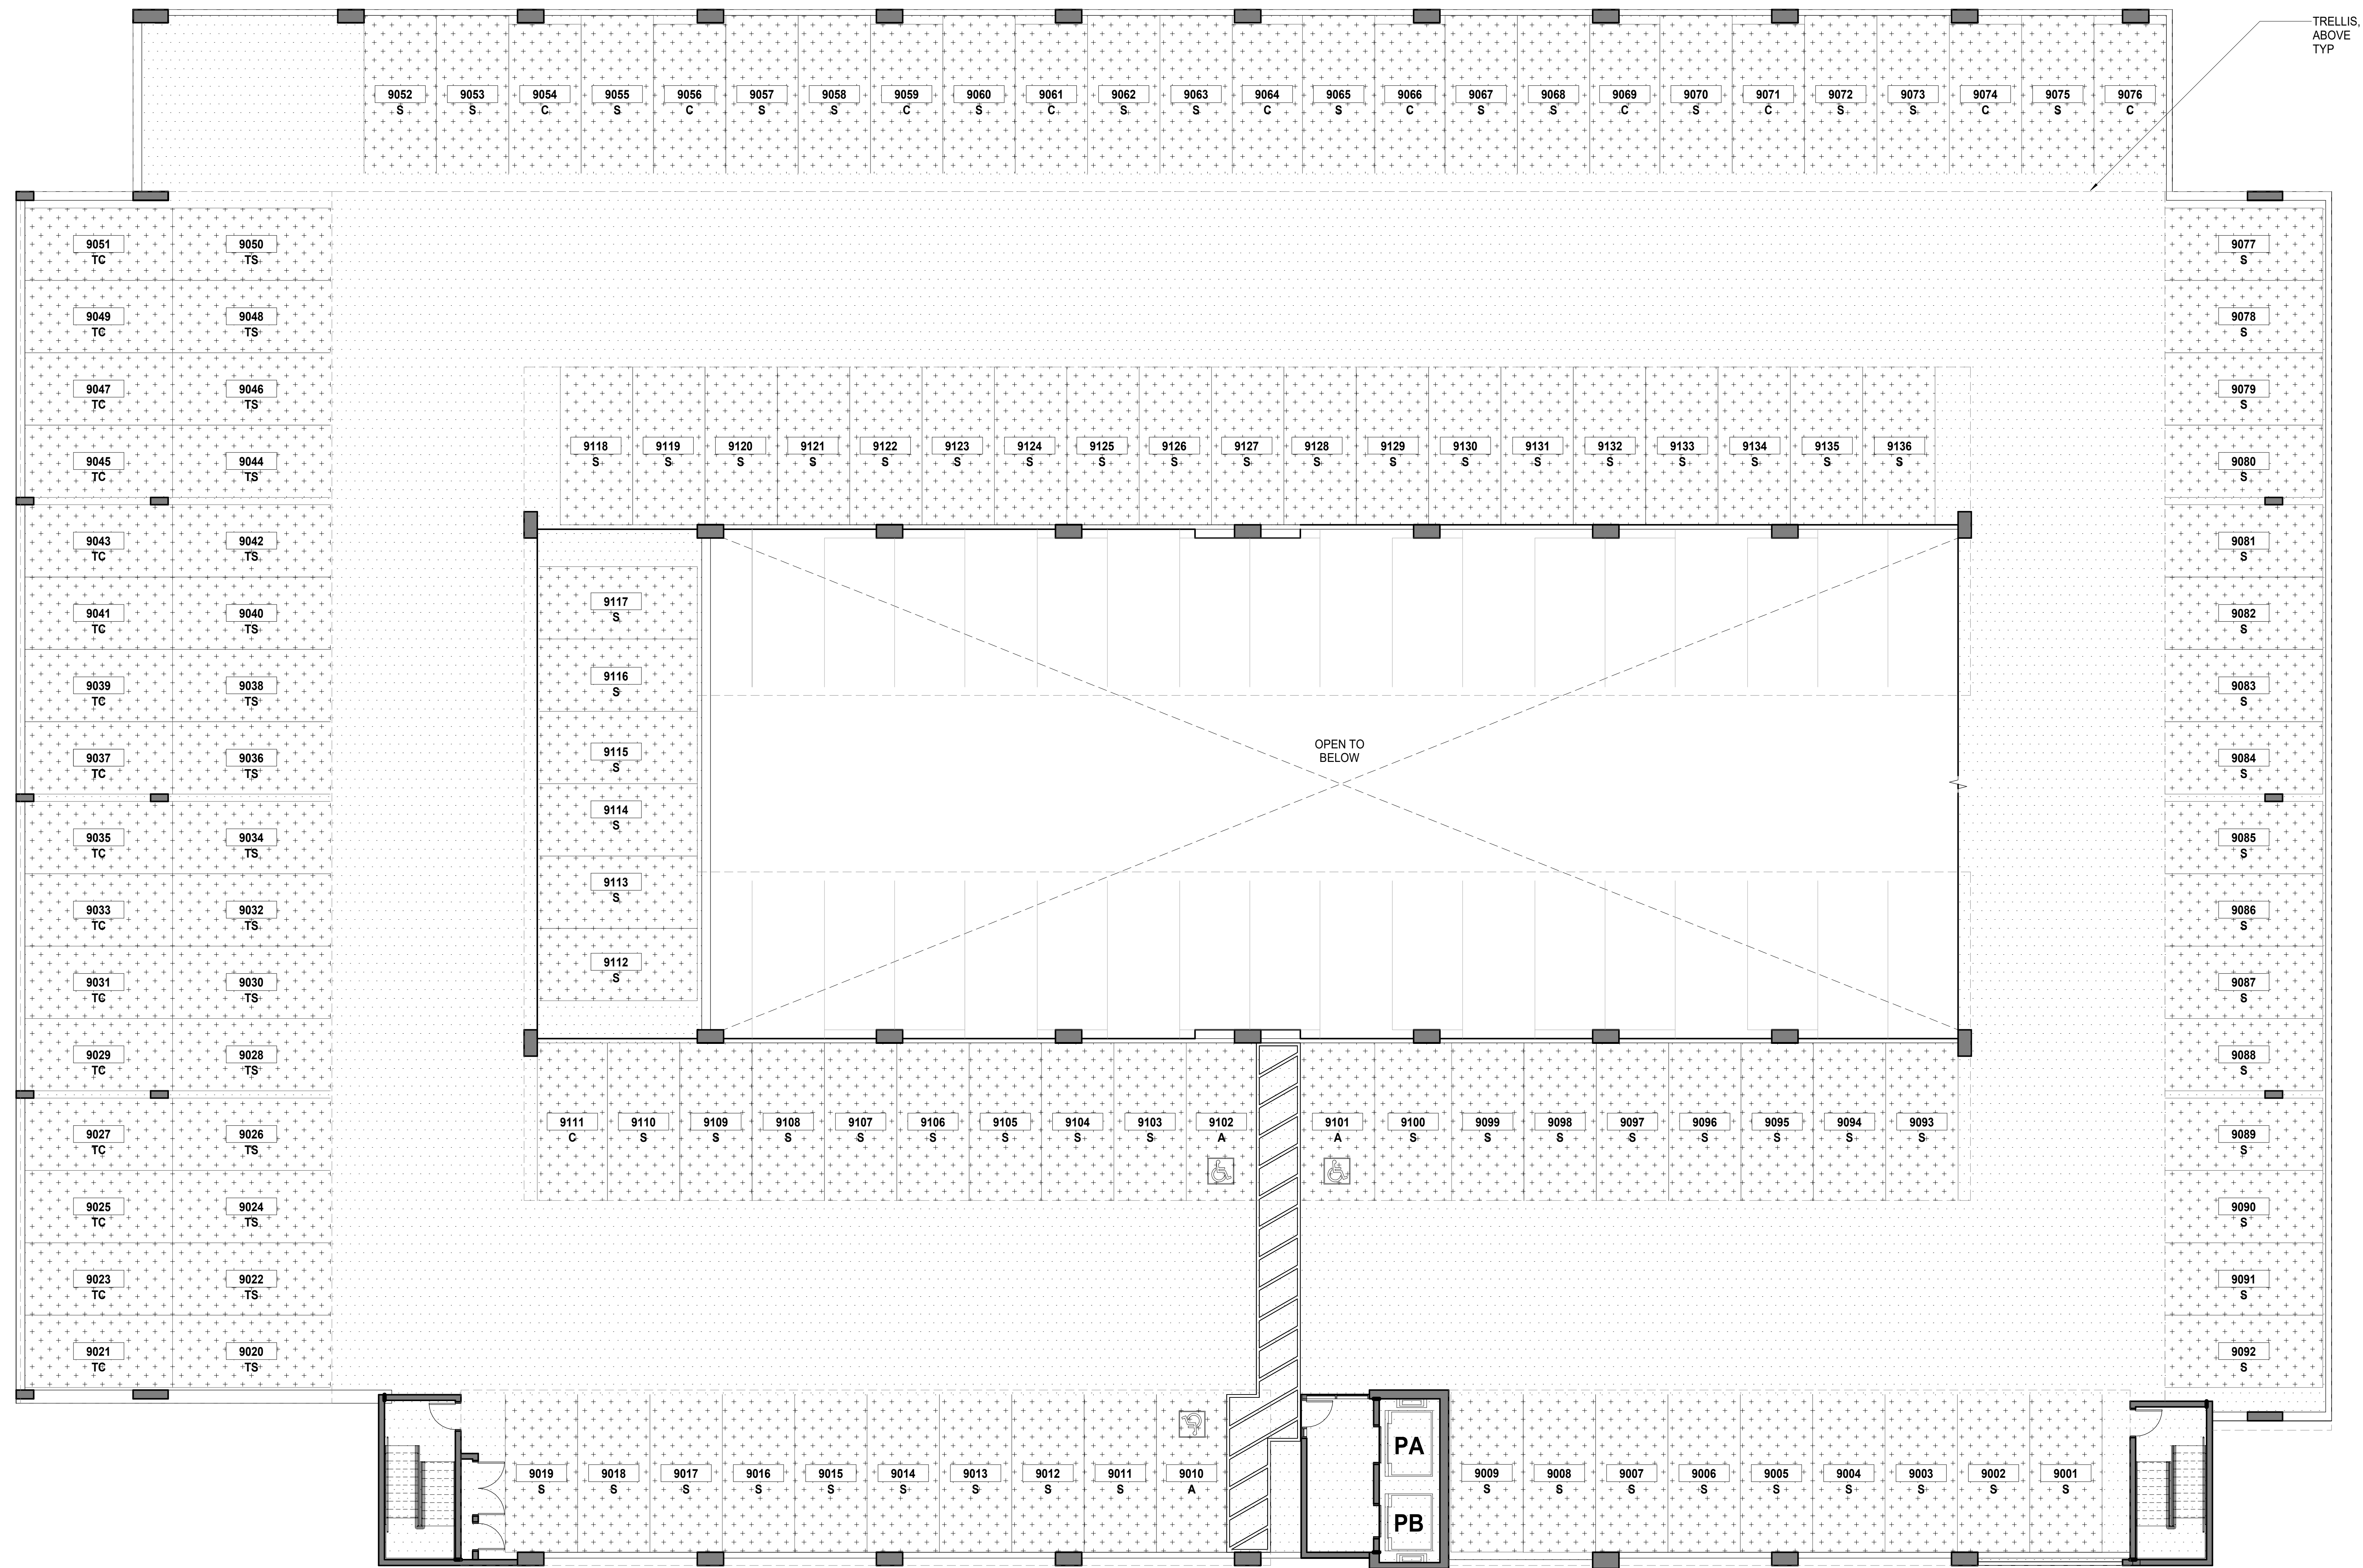 TRELLIS,
ABOVE
TYP
9052 9053 9054 9055 9056 9057 9058 9059 9060 9061 9062 9063 9064 9065 9066 9067 9068 9069 9070 9071 9072 9073 9074 9075 9076
S S C S C S S C S C S S C S C S S C S C S S C S C
9051 9050 9077
TC TS S
9049 9048 9078
TC TS S
9047 9046 9079
TC TS S
9118 9119 9120 9121 9122 9123 9124 9125 9126 9127 9128 9129 9130 9131 9132 9133 9134 9135 9136
S S S S S S S S S S S S S S S S S S S
9045 9044 9080
TC TS S
9043 9042 9081
TC TS S
9117
S
9041 9040 9082
TC TS S
9116
S
9039 9038 9083
TC TS S
9115
S
OPEN TO
BELOW
9037 9036 9084
TC TS S
9114
S
9035 9034 9085
TC TS S
9113
S
9033 9032 9086
TC TS S
9112
S
9031 9030 9087
TC TS S
9029 9028 9088
TC TS S
9111 9110 9109 9108 9107 9106 9105 9104 9103 9102 9101 9100 9099 9098 9097 9096 9095 9094 9093
C S S S S S S S S A A S S S S S S S S
9027 9026 9089
TC TS S
9025 9024 9090
TC TS S
9023 9022 9091
TC TS S
9021 9020 9092
TC TS S
PA
9019 9018 9017 9016 9015 9014 9013 9012 9011 9010 9009 9008 9007 9006 9005 9004 9003 9002 9001
S S S S S S S S S A S S S S S S S S S
PB